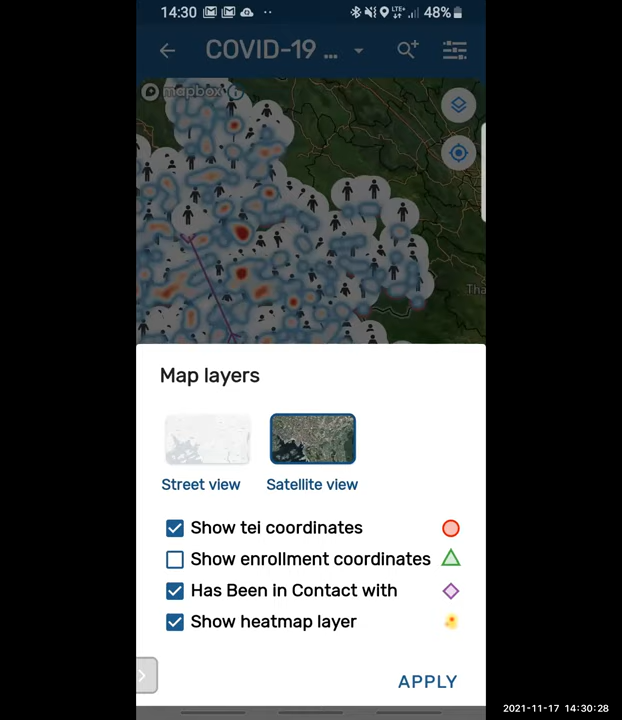 14:30
LTE+
48%
COVID-19 ...
mapbox
Tha
Map layers
Street view
Satellite view
Show tei coordinates
Show enrollment coordinates
Has Been in Contact with
Show heatmap layer
APPLY
2021-11-17 14:30:28